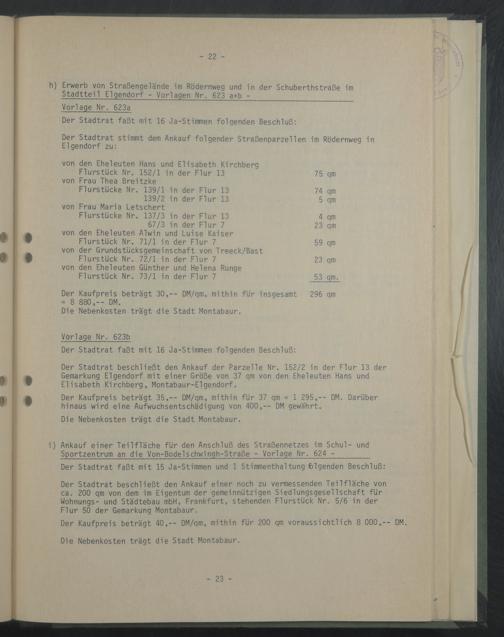 - 22 -
h) Erwerb von Straßengelände im Rödernweg und in der Schuberthstraße im
Stadtteil Elgendorf - Vorlagen Nr. 623 a+b -
Vorlage Nr. 623a
Der Stadtrat faßt mit 16 Ja-Stimmen folgenden Beschluß:
Der Stadtrat stimmt dem Ankauf folgender Straßenparzellen im Rödernweg in
Elgendorf zu:
von den Eheleuten Hans und Elisabeth Kirchberg
Flurstück Nr. 152/1 in der Flur 13 75 qm
von Frau Thea Breitzke
Flurstücke Nr. 139/1 in der Flur 13 74 qm
139/2 in der Flur 13 5 qm
von Frau Maria Letschert
Flurstücke Nr. 137/3 in der Flur 13 4 qm
67/3 in der Flur 7 23 qm
von den Eheleuten Alwin und Luise Kaiser
Flurstück Nr. 71/1 in der Flur 7 59 qm
von der Grundstücksgemeinschaft von Treeck/Bast
Flurstück Nr. 72/1 in der Flur 7 23 qm
von den Eheleuten Günther und Helena Runge
Flurstück Nr. 73/1 in der Flur 7 53 qm.
Der Kaufpreis beträgt 30,-- DM/qm, mithin für insgesamt 296 qm
= 8 880,-- DM.
Die Nebenkosten trägt die Stadt Montabaur.
Vorlage Nr. 623b
Der Stadtrat faßt mit 16 Ja-Stimmen folgenden Beschluß:
Der Stadtrat beschließt den Ankauf der Parzelle Nr. 152/2 in der Flur 13 der
Gemarkung Elgendorf mit einer Größe von 37 qm von den Eheleuten Hans und
Elisabeth Kirchberg, Montabaur-Elgendorf.
Der Kaufpreis beträgt 35,-- DM/qm, mithin für 37 qm = 1 295,-- DM. Darüber
hinaus wird eine Aufwuchsentschädigung von 400,-- DM gewährt.
Die Nebenkosten trägt die Stadt Montabaur.
i) Ankauf einer Teilfläche für den Anschluß des Straßennetzes im Schul- und
Sportzentrum an die Von-Bodelschwingh-Straße - Vorlage Nr. 624 -
Der Stadtrat faßt mit 15 Ja-Stimmen und 1 Stimmenthaltung folgenden Beschluß:
Der Stadtrat beschließt den Ankauf einer noch zu vermessenden Teilfläche von
ca. 200 qm von dem im Eigentum der gemeinnützigen Siedlungsgesellschaft für
Wohnungs- und Städtebau mbH, Frankfurt, stehenden Flurstück Nr. 5/6 in der
Flur 50 der Gemarkung Montabaur.
Der Kaufpreis beträgt 40,-- DM/qm, mithin für 200 qm voraussichtlich 8 000,-- DM.
Die Nebenkosten trägt die Stadt Montabaur.
- 23 -